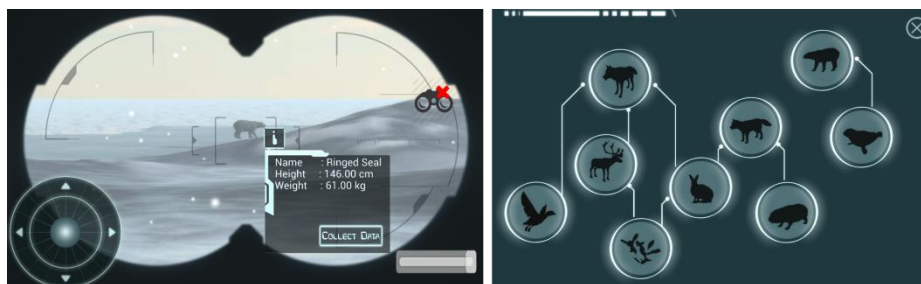 Name : Ringed Seal
Height : 146.00 cm
Weight : 61.00 kg
COLLECT DATA